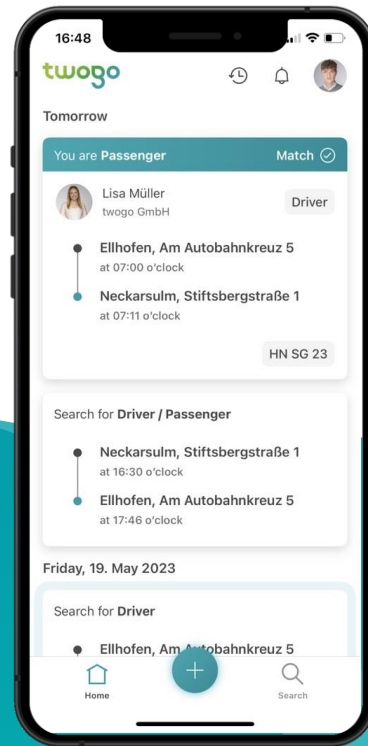 16:48
twogo
Tomorrow
You are Passenger
Match
Lisa Müller
twogo GmbH
Driver
Ellhofen, Am Autobahnkreuz 5
at 07:00 o'clock
Neckarsulm, Stiftsbergstraße 1
at 07:11 o'clock
HN SG 23
Search for Driver / Passenger
Neckarsulm, Stiftsbergstraße 1
at 16:30 o'clock
Ellhofen, Am Autobahnkreuz 5
at 17:46 o'clock
Friday, 19. May 2023
Search for Driver
Ellhofen, Am Autobahnkreuz 5
Home
Search